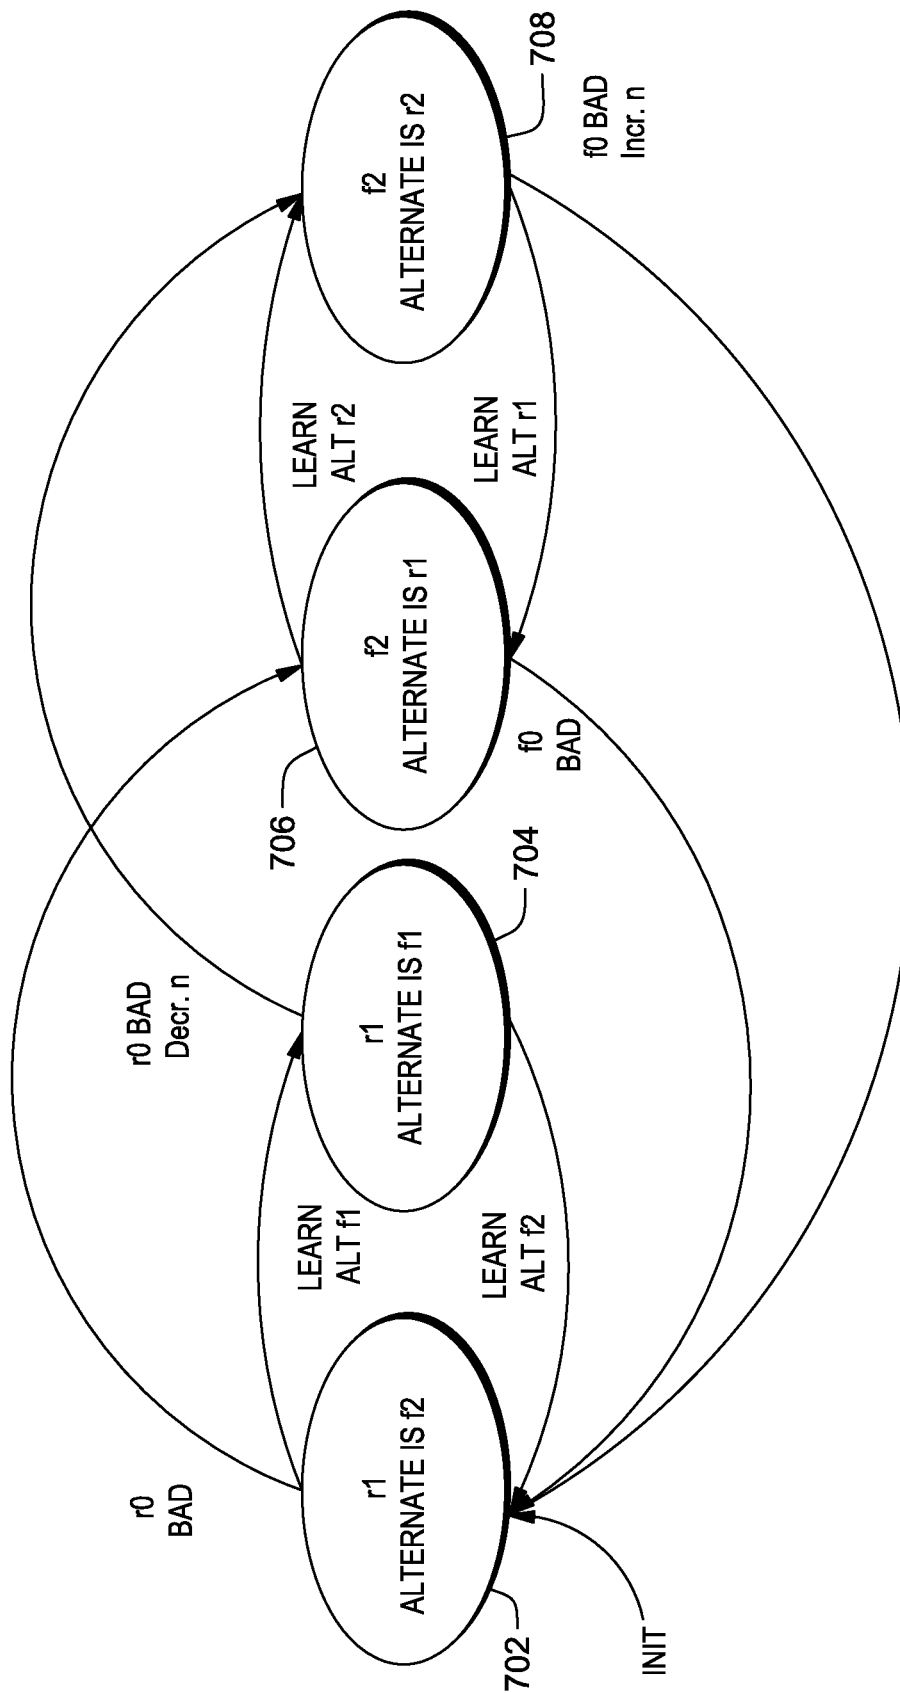 r0
BAD
r0 BAD
Decr. n
r1
ALTERNATE IS f2
702
INIT
LEARN
ALT f1
LEARN
ALT f2
r1
ALTERNATE IS f1
704
706
f2
ALTERNATE IS r1
f0
BAD
LEARN
ALT r2
LEARN
ALT r1
f2
ALTERNATE IS r2
708
f0 BAD
Incr. n